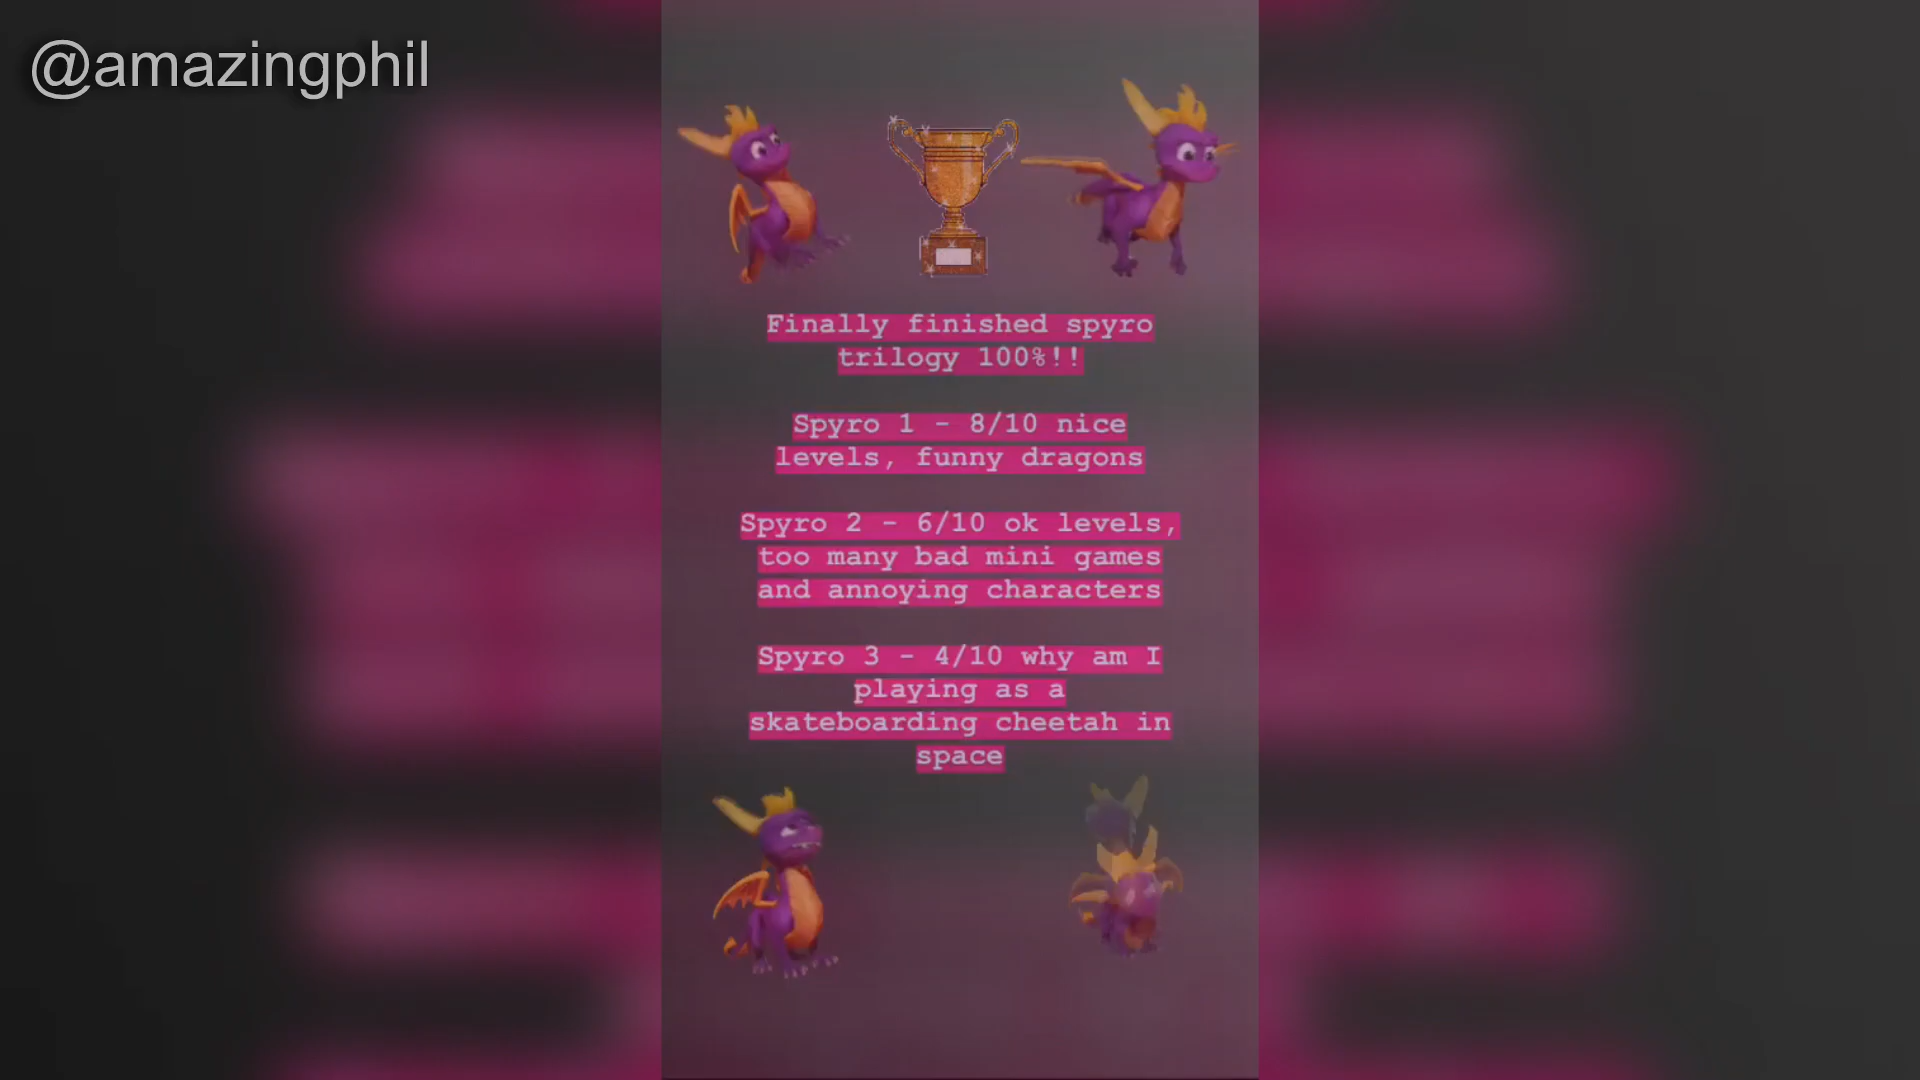 @amazingphil
Finally finished spyro
trilogy 100%!!
Spyro 1 - 8/10 nice
levels, funny dragons
Spyro 2 - 6/10 ok levels,
too many bad mini games
and annoying characters
Spyro 3 - 4/10 why am I
playing as a
skateboarding cheetah in
space